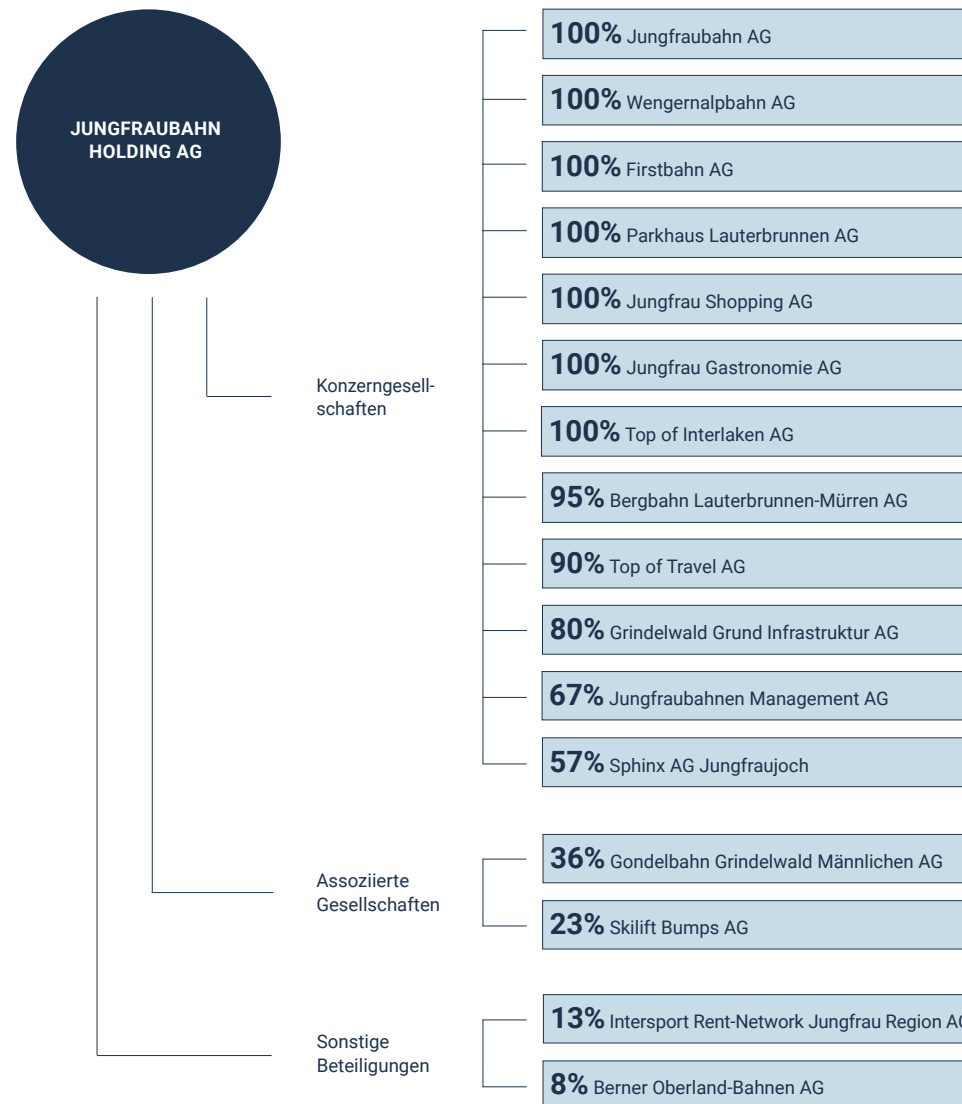 JUNGFRAUBAHN
HOLDING AG
Konzerngesell-
schaften
100% Jungfraubahn AG
100% Wengernalpbahn AG
100% Firstbahn AG
100% Parkhaus Lauterbrunnen AG
100% Jungfrau Shopping AG
100% Jungfrau Gastronomie AG
100% Top of Interlaken AG
95% Bergbahn Lauterbrunnen-Mürren AG
90% Top of Travel AG
80% Grindelwald Grund Infrastruktur AG
67% Jungfraubahnen Management AG
57% Sphinx AG Jungfraujoch
Assoziierte
Gesellschaften
36% Gondelbahn Grindelwald Männlichen AG
23% Skilift Bumps AG
Sonstige
Beteiligungen
13% Intersport Rent-Network Jungfrau Region AG
8% Berner Oberland-Bahnen AG